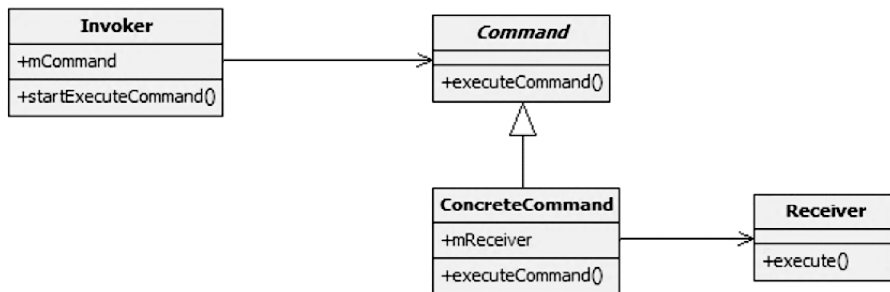 Invoker
+mCommand
+startExecuteCommand()
Command
+executeCommand()
ConcreteCommand
+mReceiver
+executeCommand()
Receiver
+execute()